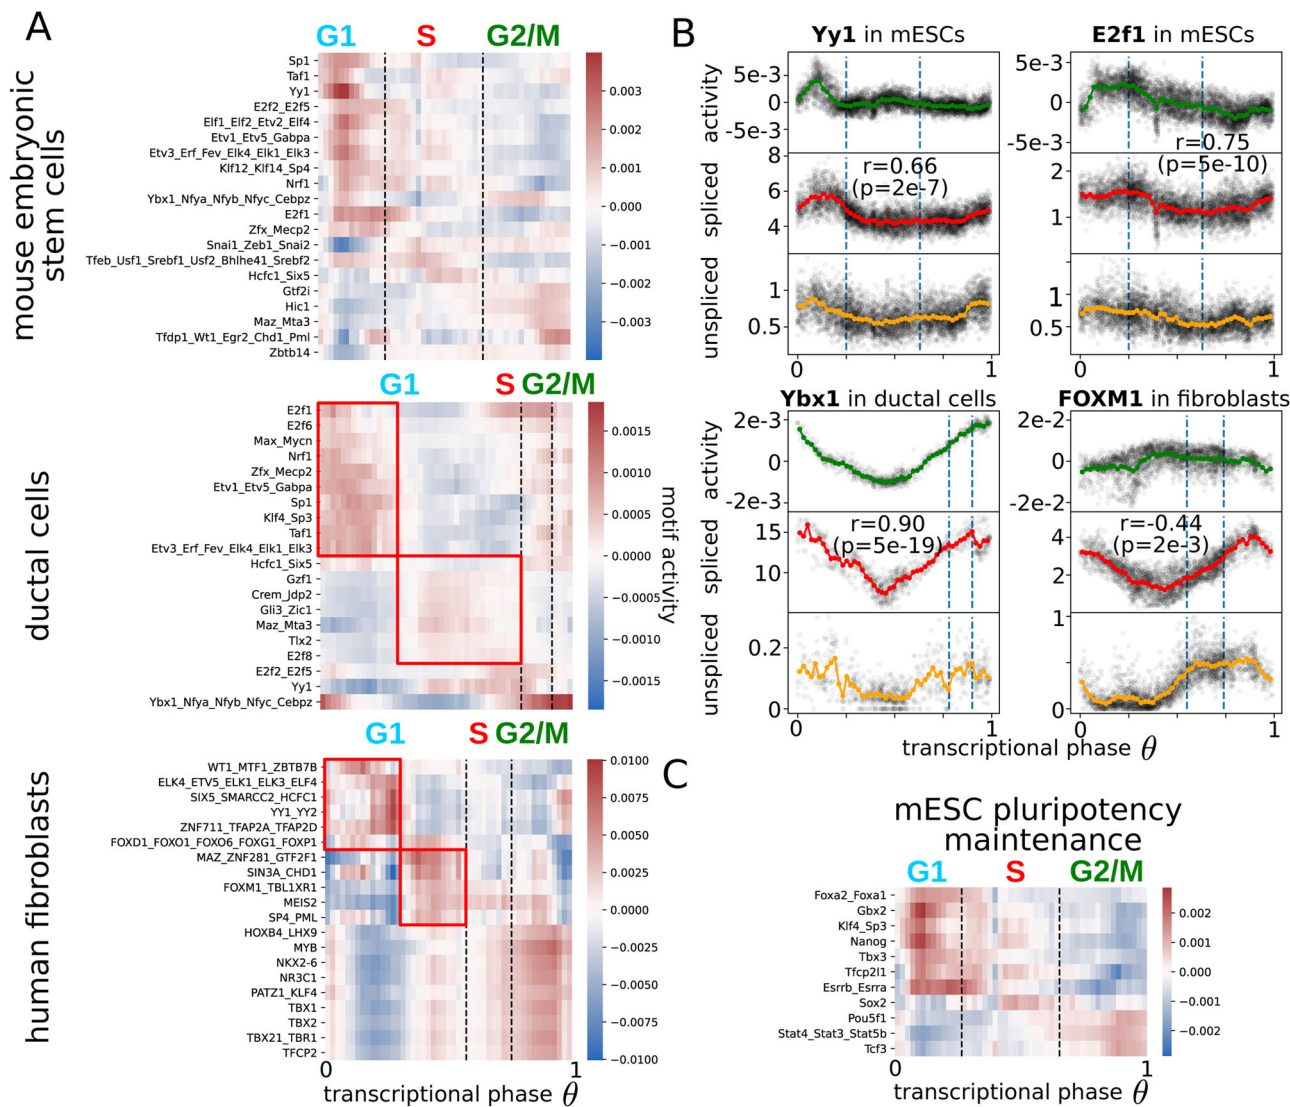 A
G1 S G2/M
mouse embryonic
stem cells
Sp1
Taf1
Yy1
E2f2_E2f5
Elf1_Elf2_Etv2_Elf4
Etv1_Etv5_Gabpa
Etv3_Erf_Fev_Elk4_Elk1_Elk3
Klf12_Klf14_Sp4
Nrf1
Ybx1_Nfya_Nfyb_Nfyc_Cebpz
E2f1
Zfx_Mecp2
Snai1_Zeb1_Snai2
Tfeb_Usf1_Srebf1_Usf2_Bhlhe41_Srebf2
Hcfc1_Six5
Gtf2i
Hic1
Maz_Mta3
Tfdp1_Wt1_Egr2_Chd1_Pml
Zbtb14
0.003
0.002
0.001
0.000
−0.001
−0.002
−0.003
G1 S G2/M
ductal cells
E2f1
E2f6
Max_Mycn
Nrf1
Zfx_Mecp2
Etv1_Etv5_Gabpa
Sp1
Klf4_Sp3
Taf1
Etv3_Erf_Fev_Elk4_Elk1_Elk3
Hcfc1_Six5
Gzf1
Crem_Jdp2
Gli3_Zic1
Maz_Mta3
Tlx2
E2f8
E2f2_E2f5
Yy1
Ybx1_Nfya_Nfyb_Nfyc_Cebpz
0.0015
0.0010
0.0005
0.0000
−0.0005
−0.0010
−0.0015
motif activity
G1 S G2/M
human fibroblasts
WT1_MTF1_ZBTB7B
ELK4_ETV5_ELK1_ELK3_ELF4
SIX5_SMARCC2_HCFC1
YY1_YY2
ZNF711_TFAP2A_TFAP2D
FOXD1_FOXO1_FOXO6_FOXG1_FOXP1
MAZ_ZNF281_GTF2F1
SIN3A_CHD1
FOXM1_TBL1XR1
MEIS2
SP4_PML
HOXB4_LHX9
MYB
NKX2-6
NR3C1
PATZ1_KLF4
TBX1
TBX2
TBX21_TBR1
TFCP2
0.0100
0.0075
0.0050
0.0025
0.0000
−0.0025
−0.0050
−0.0075
−0.0100
0 1
transcriptional phase θ
B
Yy1 in mESCs
activity
5e-3
0
-5e-3
spliced
8
6
4
r=0.66
(p=2e-7)
unspliced
1
0.5
0 1
E2f1 in mESCs
5e-3
0
-5e-3
r=0.75
(p=5e-10)
2
1
1
0.5
0 1
Ybx1 in ductal cells
activity
2e-3
0
-2e-3
spliced
15
10
r=0.90
(p=5e-19)
unspliced
0.2
0
0 1
FOXM1 in fibroblasts
2e-2
0
-2e-2
4
2
r=-0.44
(p=2e-3)
1
0
0 1
transcriptional phase θ
C
mESC pluripotency
maintenance
G1 S G2/M
Foxa2_Foxa1
Gbx2
Klf4_Sp3
Nanog
Tbx3
Tfcp2l1
Esrrb_Esrra
Sox2
Pou5f1
Stat4_Stat3_Stat5b
Tcf3
0.002
0.001
0.000
−0.001
−0.002
0 1
transcriptional phase θ